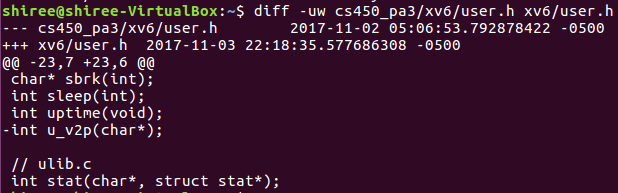 shiree@shiree-VirtualBox:~$ diff -uw cs450_pa3/xv6/user.h xv6/user.h
--- cs450_pa3/xv6/user.h        2017-11-02 05:06:53.792878422 -0500
+++ xv6/user.h  2017-11-03 22:18:35.577686308 -0500
@@ -23,7 +23,6 @@
 char* sbrk(int);
 int sleep(int);
 int uptime(void);
-int u_v2p(char*);

 // ulib.c
 int stat(char*, struct stat*);